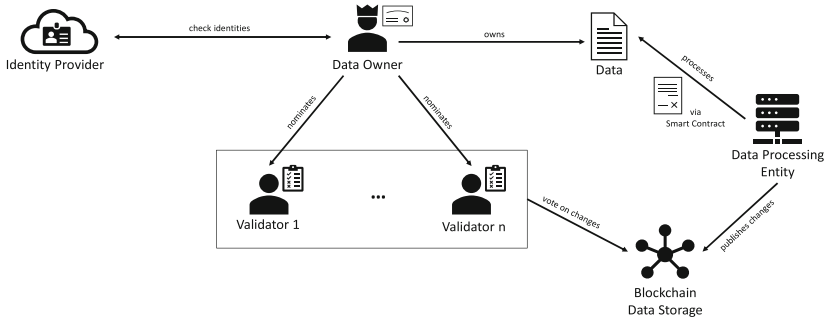 check identities
owns
Identity Provider
Data Owner
Data
processes
via
Smart Contract
nominates
nominates
Data Processing
Entity
Validator 1
...
Validator n
vote on changes
publishes changes
Blockchain
Data Storage